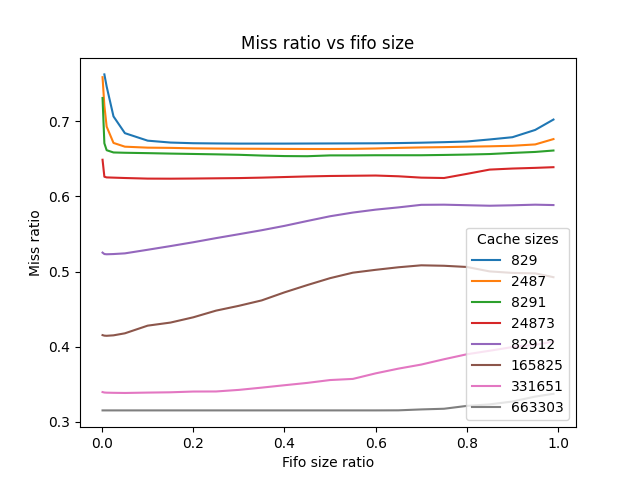 Miss ratio vs fifo size
Miss ratio
0.7
0.6
0.5
0.4
0.3
Cache sizes
829
2487
8291
24873
82912
165825
331651
663303
0.0 0.2 0.4 0.6 0.8 1.0
Fifo size ratio